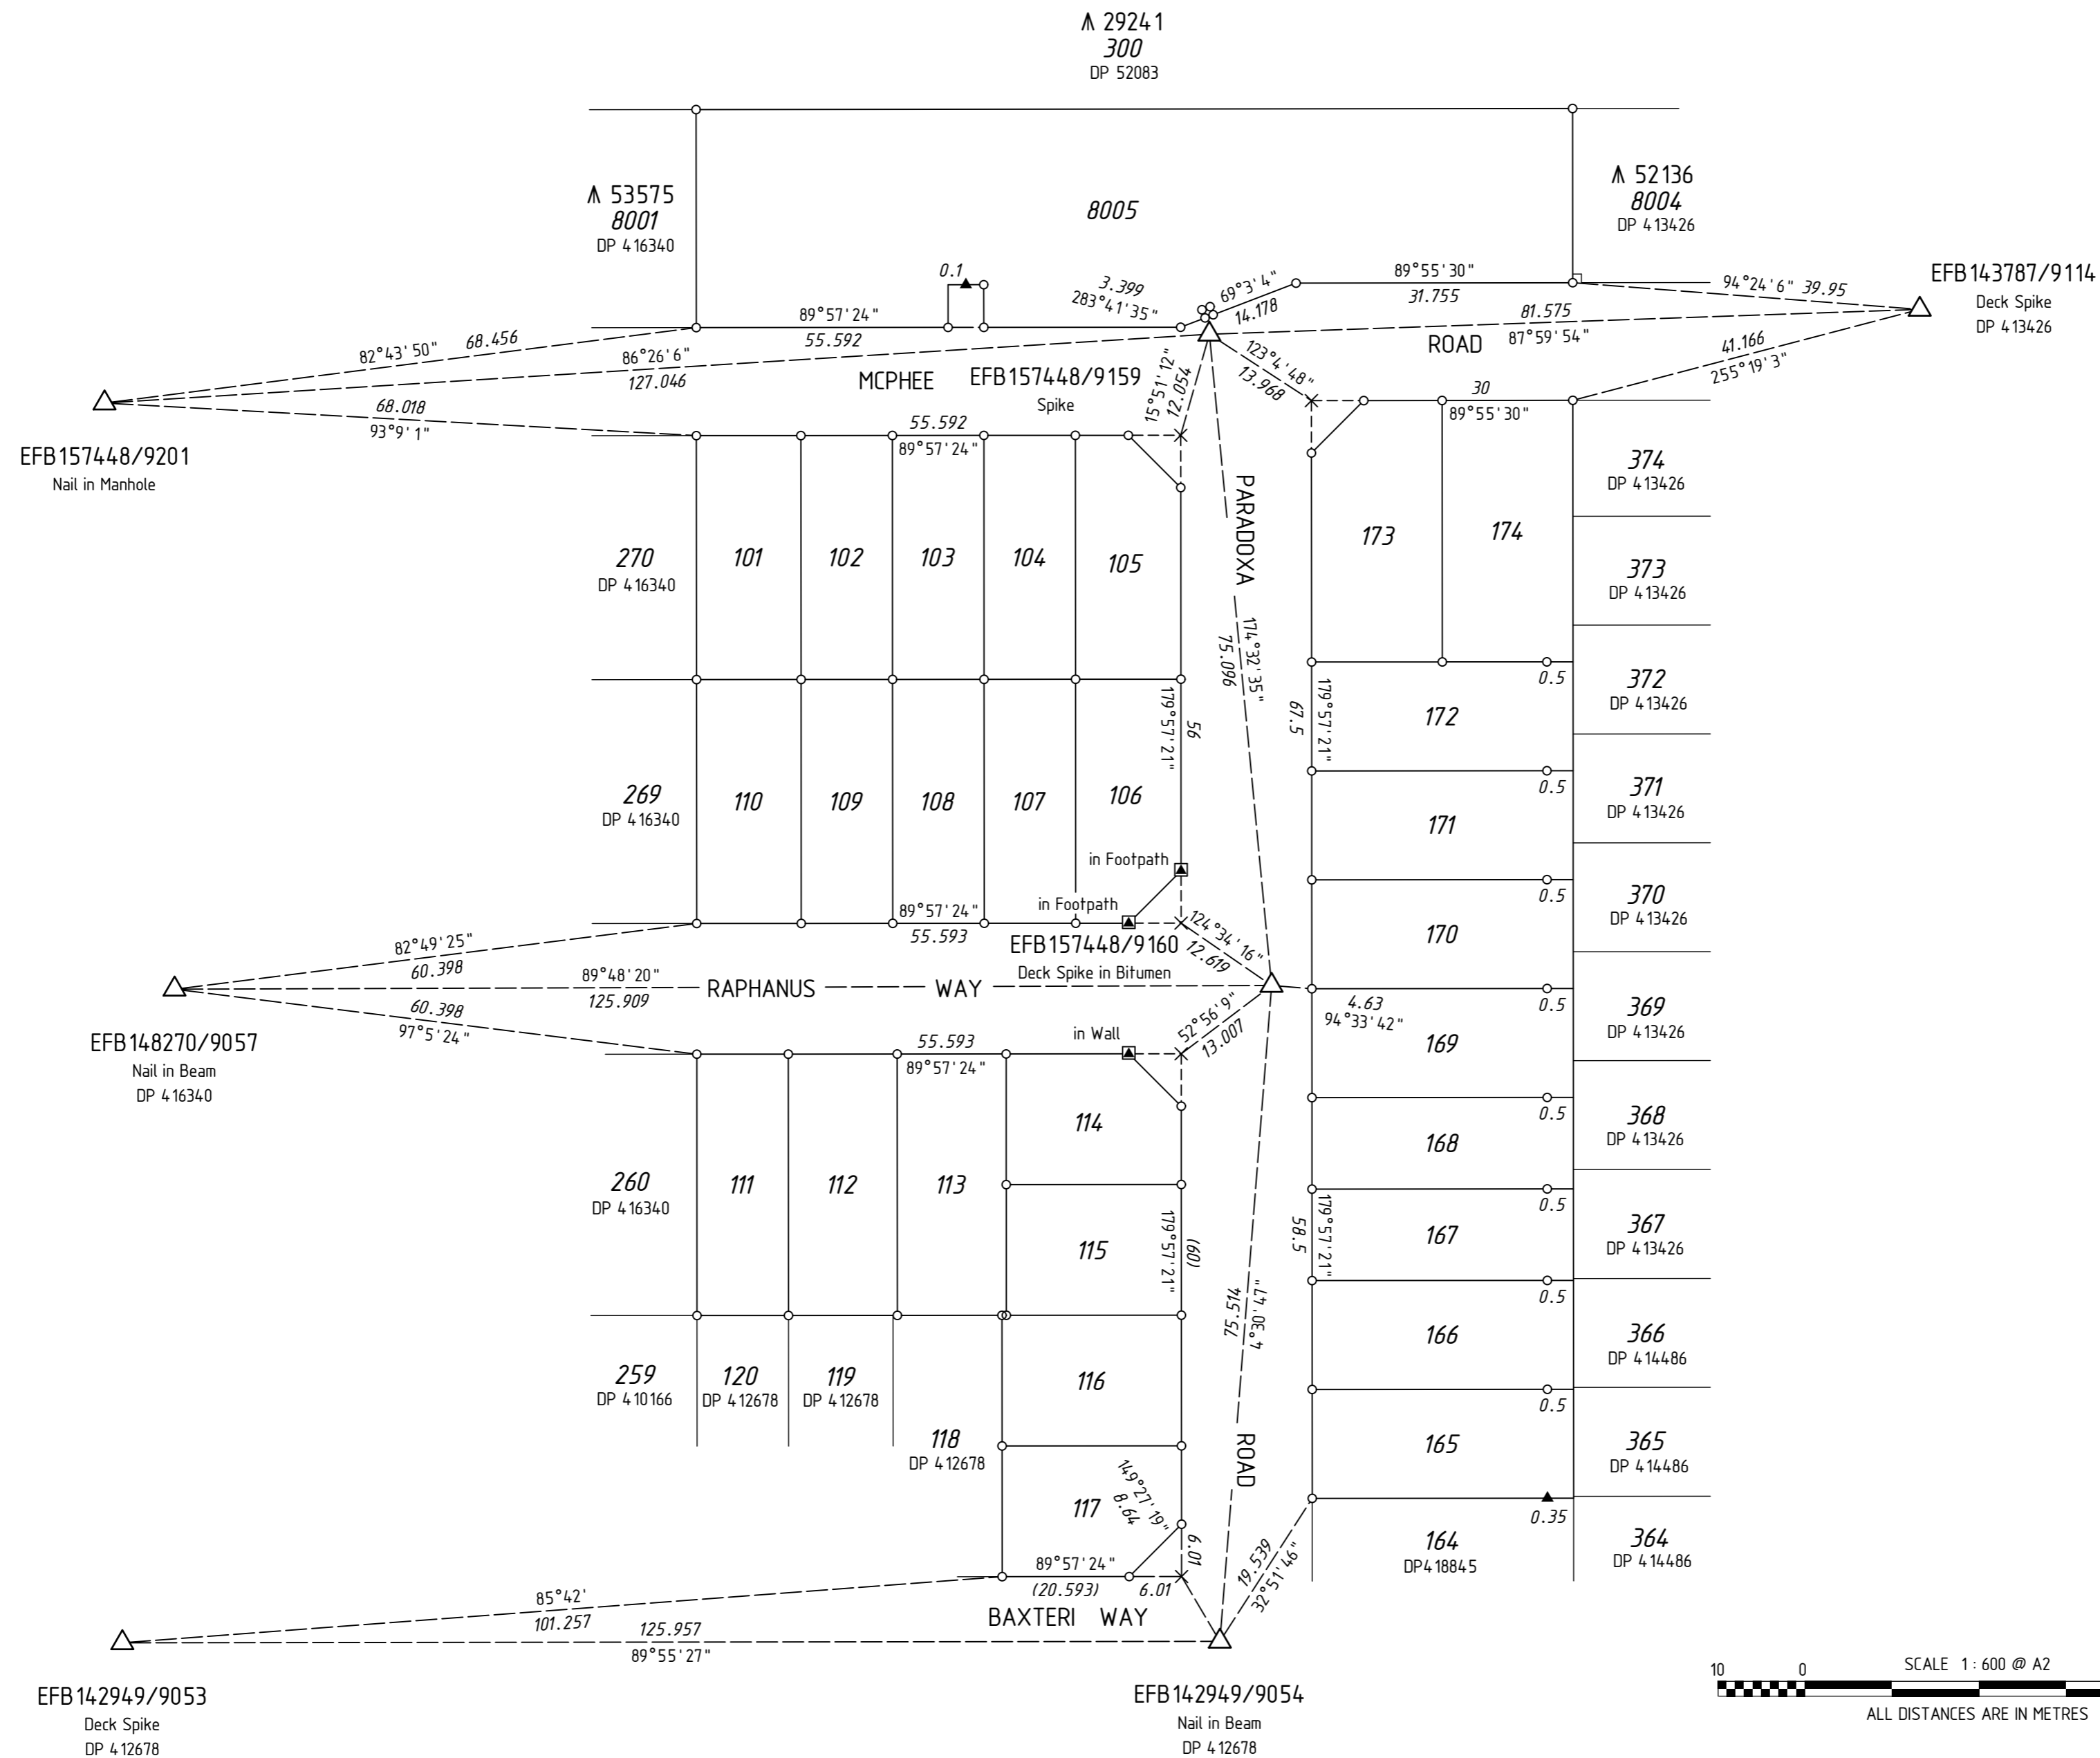 ⩚ 29241
300
DP 52083
⩚ 53575
8001
DP 416340
8005
⩚ 52136
8004
DP 413426
0.1
3.399
283°41'35"
69°3'4"
14.178
89°55'30"
31.755
94°24'6" 39.95
EFB143787/9114
Deck Spike
DP 413426
89°57'24"
55.592
82°43'50" 68.456
86°26'6"
127.046
81.575
87°59'54"
ROAD
41.166
255°19'3"
MCPHEE
EFB157448/9159
Spike
15°51'12"
12.054
123°4'48"
13.968
30
89°55'30"
68.018
93°9'1"
EFB157448/9201
Nail in Manhole
55.592
89°57'24"
PARADOXA
270
DP 416340
101
102
103
104
105
173
174
374
DP 413426
373
DP 413426
174°32'35"
75.096
0.5
372
DP 413426
172
179°57'21"
56
67.5
179°57'21"
0.5
269
DP 416340
110
109
108
107
106
171
371
DP 413426
in Footpath
0.5
370
DP 413426
in Footpath
89°57'24"
55.593
170
124°34'16"
12.619
EFB157448/9160
Deck Spike in Bitumen
82°49'25"
60.398
89°48'20"
125.909
RAPHANUS
WAY
60.398
97°5'24"
EFB148270/9057
Nail in Beam
DP 416340
4.63
94°33'42"
0.5
369
DP 413426
169
in Wall
52°56'9"
13.007
55.593
89°57'24"
0.5
368
DP 413426
168
114
260
DP 416340
111
112
113
0.5
367
DP 413426
167
115
179°57'21"
(60)
58.5
179°57'21"
4°30'47"
75.514
0.5
366
DP 414486
166
259
DP 410166
120
DP 412678
119
DP 412678
116
0.5
118
DP 412678
ROAD
165
365
DP 414486
149°27'19"
8.64
117
0.35
164
DP418845
364
DP 414486
6.01
19.539
32°51'46"
89°57'24"
(20.593)
6.01
85°42'
101.257
BAXTERI WAY
125.957
89°55'27"
EFB142949/9053
Deck Spike
DP 412678
EFB142949/9054
Nail in Beam
DP 412678
10 0
SCALE 1 : 600 @ A2
ALL DISTANCES ARE IN METRES